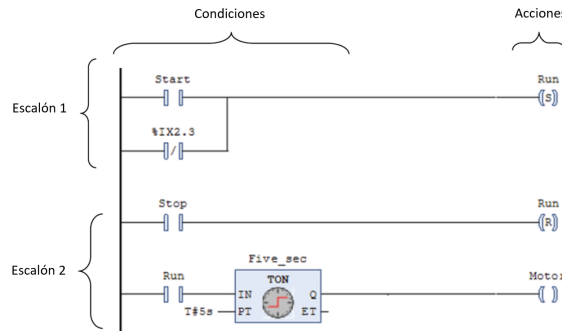 Condiciones
Acciones
Escalón 1
Start
Run
S
%IX2.3
Stop
Run
R
Escalón 2
Five_sec
Run
TON
Motor
IN Q
T#5s PT ET